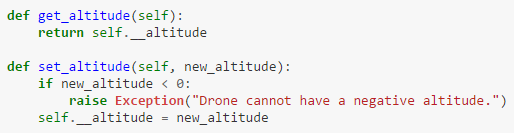 def get_altitude(self):
    return self.__altitude

def set_altitude(self, new_altitude):
    if new_altitude < 0:
        raise Exception("Drone cannot have a negative altitude.")
    self.__altitude = new_altitude